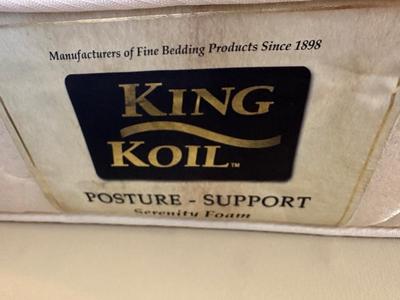 Manufacturers of Fine Bedding Products Since 1898
KING
KOIL™
POSTURE - SUPPORT
Serenity Foam